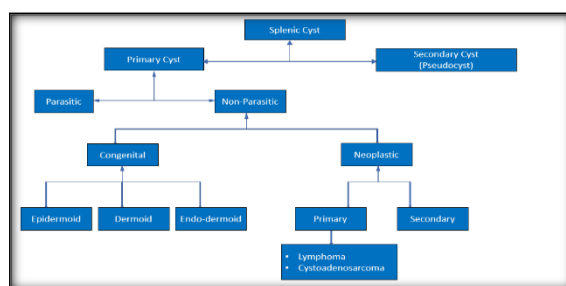 Splenic Cyst
Primary Cyst
Secondary Cyst
(Pseudocyst)
Parasitic
Non-Parasitic
Congenital
Neoplastic
Epidermoid
Dermoid
Endo-dermoid
Primary
Secondary
• Lymphoma
• Cystoadenosarcoma